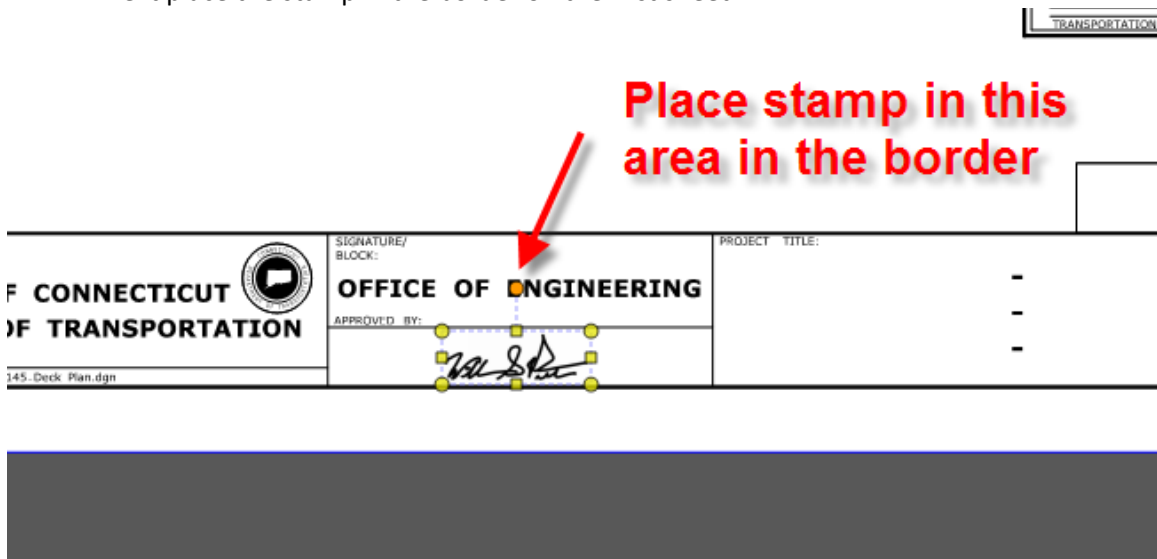 TRANSPORTATION
Place stamp in this
area in the border
SIGNATURE/
BLOCK:
PROJECT TITLE:
F CONNECTICUT
OFFICE OF ENGINEERING
-
OF TRANSPORTATION
APPROVED BY:
-
-
145_Deck Plan.dgn